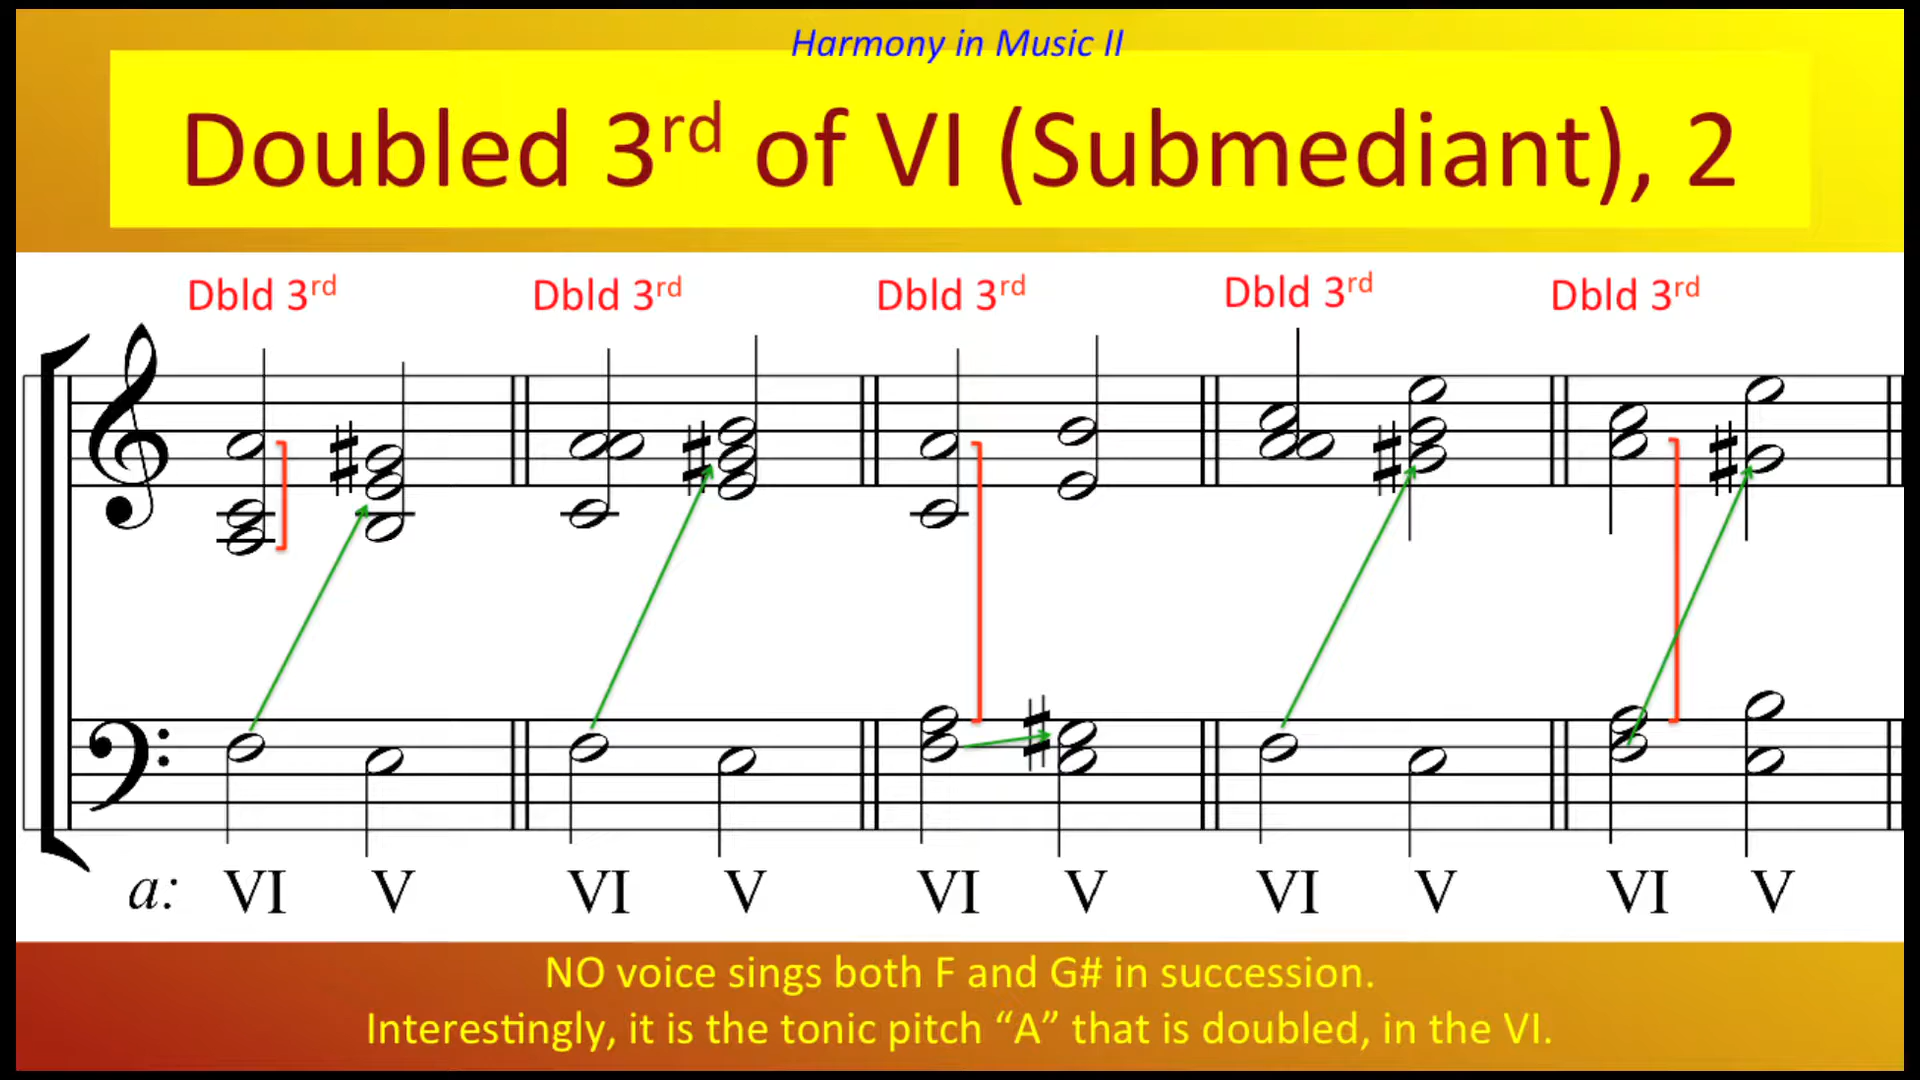 Harmony in Music II
Doubled 3rd of VI (Submediant), 2
Dbld 3rd Dbld 3rd Dbld 3rd Dbld 3rd Dbld 3rd
a: VI V VI V VI V VI V VI V
NO voice sings both F and G# in succession.
Interestingly, it is the tonic pitch “A” that is doubled, in the VI.